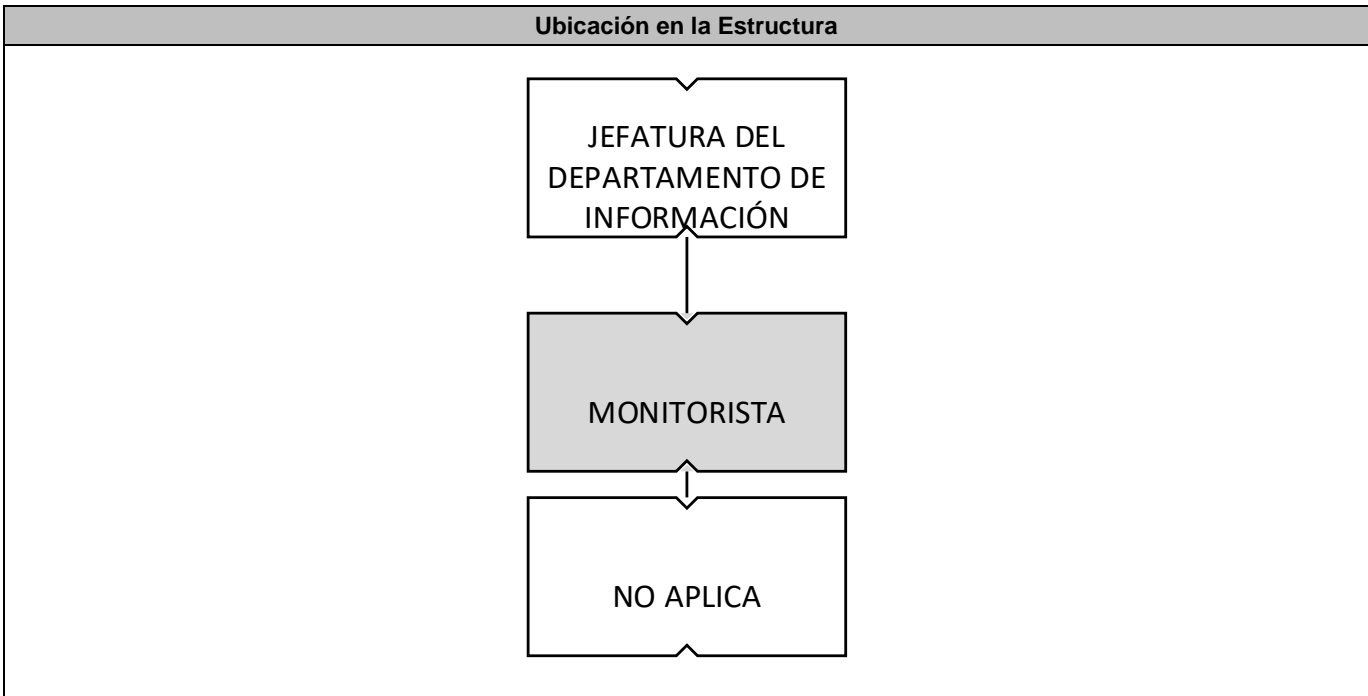 Ubicación en la Estructura
JEFATURA DEL
DEPARTAMENTO DE
INFORMACIÓN
MONITORISTA
NO APLICA